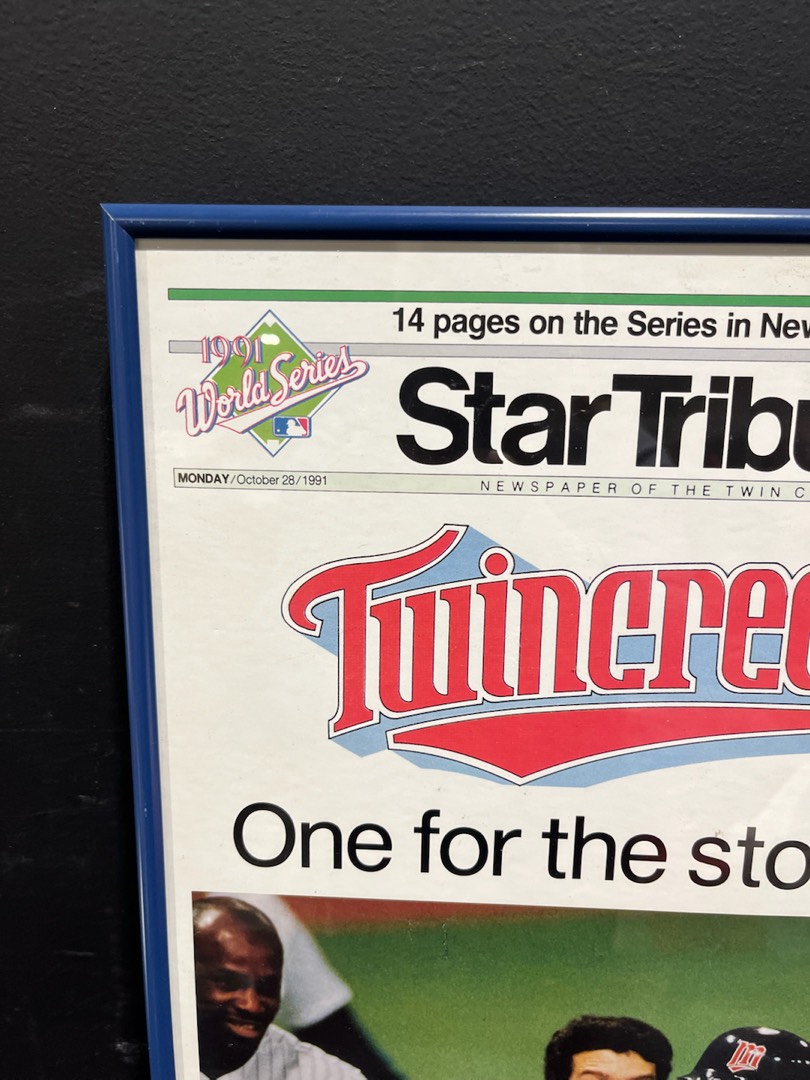 14 pages on the Series in New
1991
World Series
Star Tribu
MONDAY/October 28/1991
NEWSPAPER OF THE TWIN C
Twincred
One for the sto
m